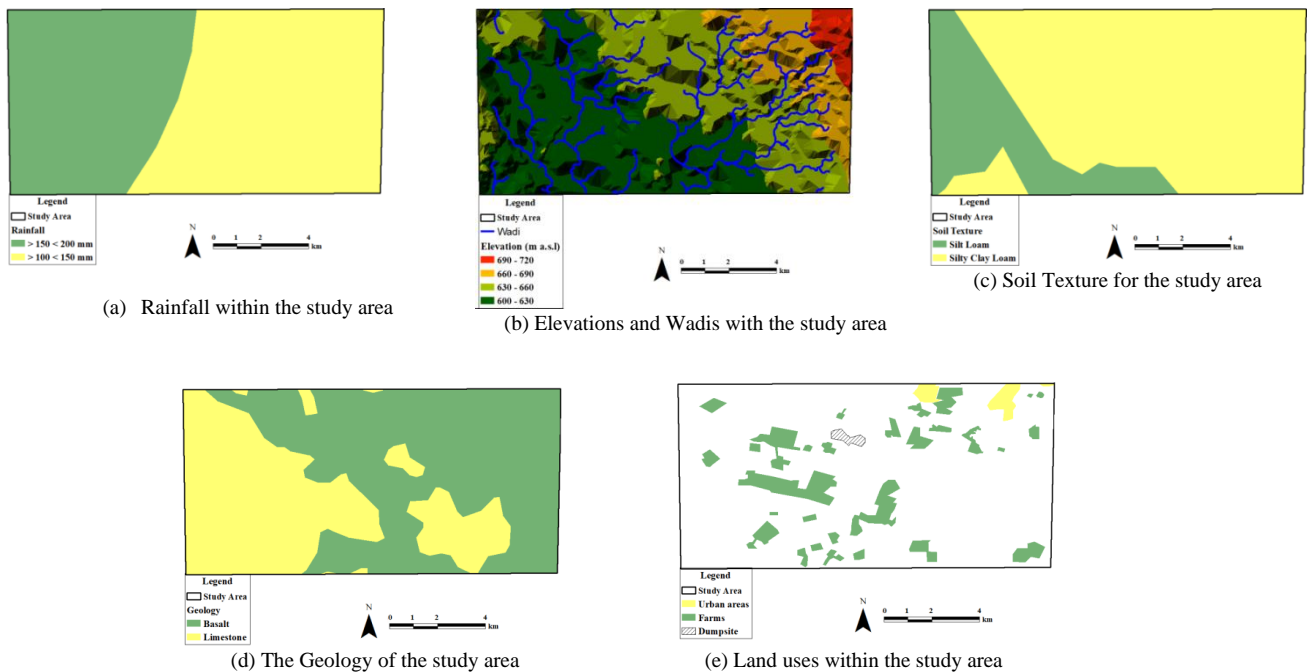 Legend
Study Area
Rainfall
> 150 < 200 mm
> 100 < 150 mm
N
0 1 2 4
km
(a) Rainfall within the study area
Legend
Study Area
Wadi
Elevation (m a.s.l)
690 - 720
660 - 690
630 - 660
600 - 630
N
0 1 2 4
km
(b) Elevations and Wadis with the study area
Legend
Study Area
Soil Texture
Silt Loam
Silty Clay Loam
N
0 1 2 4
km
(c) Soil Texture for the study area
Legend
Study Area
Geology
Basalt
Limestone
N
0 1 2 4
km
(d) The Geology of the study area
Legend
Study Area
Urban areas
Farms
Dumpsite
N
0 1 2 4
km
(e) Land uses within the study area